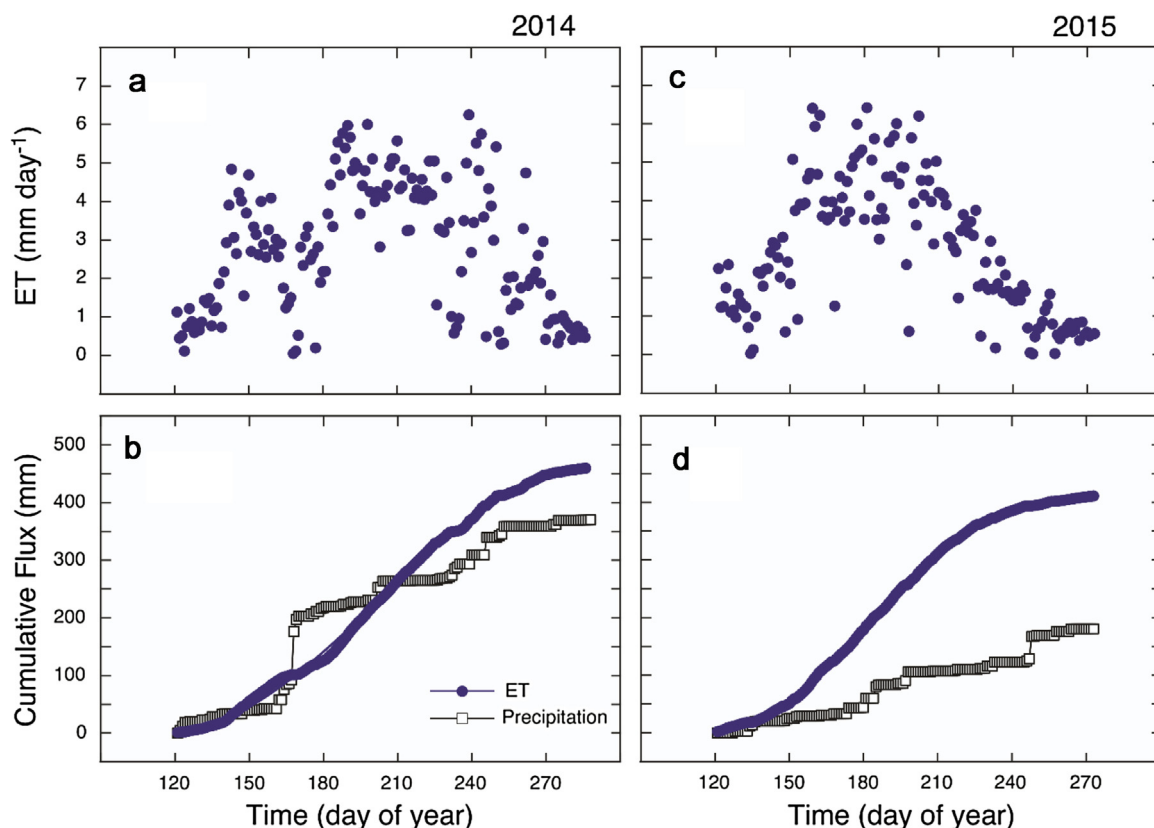 2014
2015
a
c
7
6
5
4
3
2
1
0
ET (mm day-1)
b
d
500
400
300
200
100
0
Cumulative Flux (mm)
ET
Precipitation
120 150 180 210 240 270
120 150 180 210 240 270
Time (day of year)
Time (day of year)